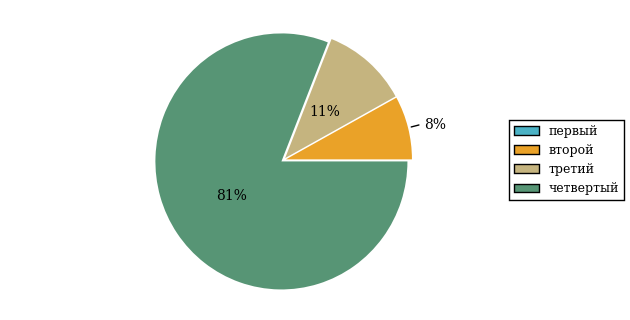 11%
8%
81%
первый
второй
третий
четвертый